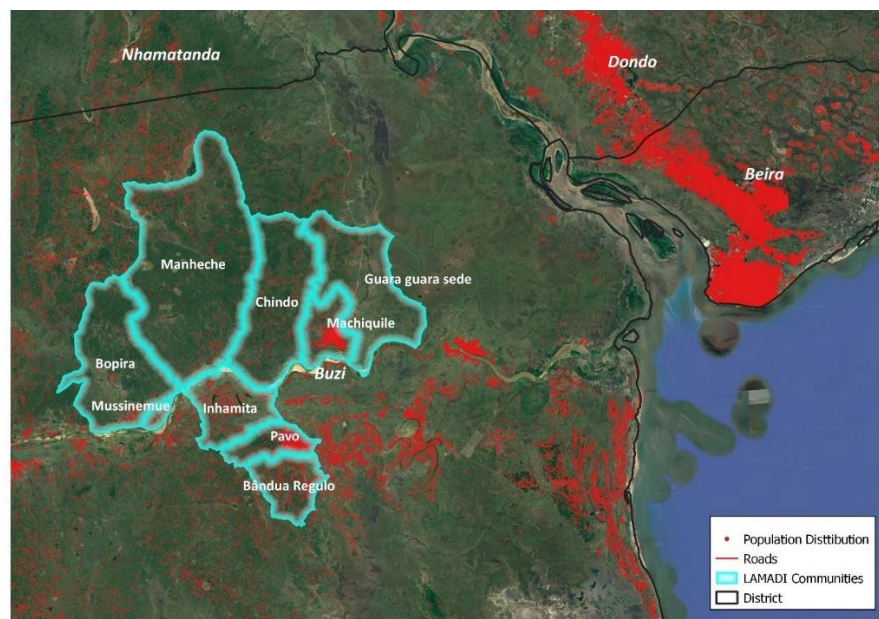 Nhamatanda
Dondo
Beira
Manheche
Guara guara sede
Chindo
Machiquile
Bopira
Buzi
Mussinemue
Inhamita
Pavo
Bândua Regulo
Population Disttibution
Roads
LAMADI Communities
District